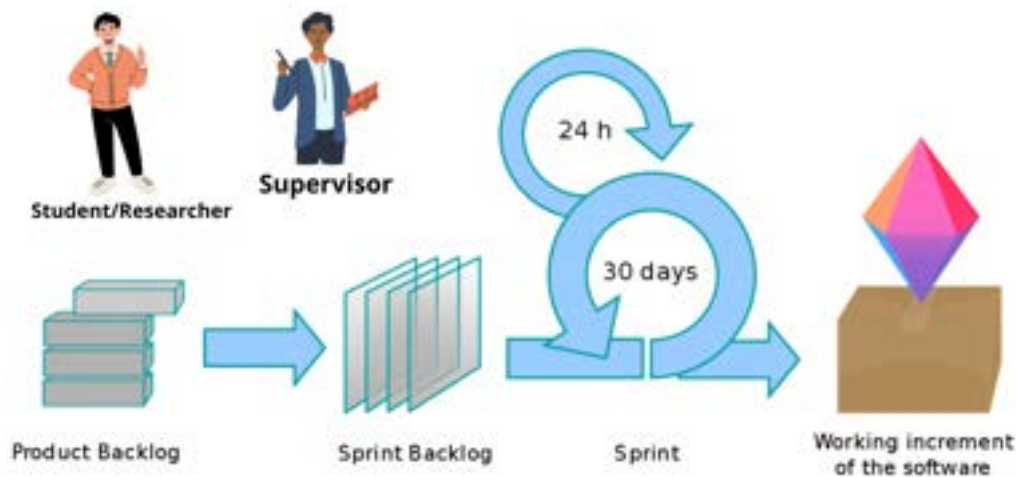 Student/Researcher
Supervisor
24 h
30 days
Product Backlog
Sprint Backlog
Sprint
Working increment
of the software